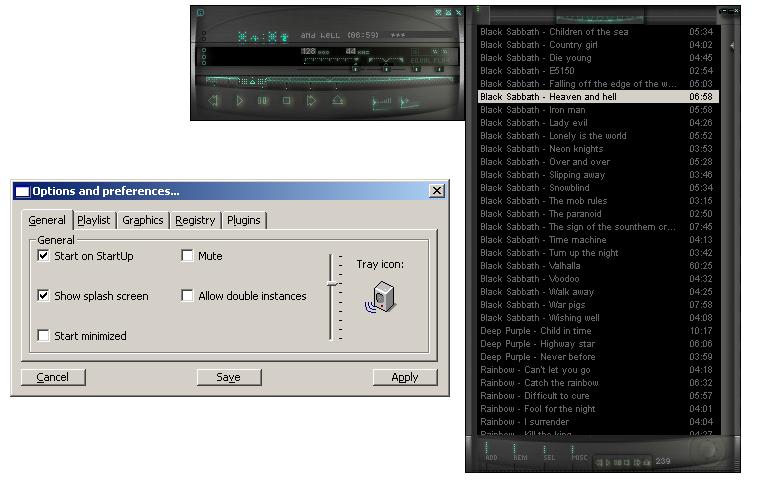 and hell (06:59) ***
128 kbps 44 kHz
EQUAL PLAY
Options and preferences...
General Playlist Graphics Registry Plugins
General
Start on StartUp
Mute
Tray icon:
Show splash screen
Allow double instances
Start minimized
Cancel
Save
Apply
Black Sabbath - Children of the sea 05:34
Black Sabbath - Country girl 04:02
Black Sabbath - Die young 04:45
Black Sabbath - E5150 02:54
Black Sabbath - Falling off the edge of the w... 05:03
Black Sabbath - Heaven and hell 06:58
Black Sabbath - Iron man 05:58
Black Sabbath - Lady evil 04:26
Black Sabbath - Lonely is the world 05:52
Black Sabbath - Neon knights 03:53
Black Sabbath - Over and over 05:28
Black Sabbath - Slipping away 03:46
Black Sabbath - Snowblind 05:34
Black Sabbath - The mob rules 03:15
Black Sabbath - The paranoid 02:50
Black Sabbath - The sign of the sounthern cr... 07:45
Black Sabbath - Time machine 04:13
Black Sabbath - Turn up the night 03:42
Black Sabbath - Valhalla 60:25
Black Sabbath - Voodoo 04:32
Black Sabbath - Walk away 04:25
Black Sabbath - War pigs 07:58
Black Sabbath - Wishing well 04:08
Deep Purple - Child in time 10:17
Deep Purple - Highway star 06:06
Deep Purple - Never before 03:59
Rainbow - Can't let you go 04:18
Rainbow - Catch the rainbow 06:32
Rainbow - Difficult to cure 05:57
Rainbow - Fool for the night 04:01
Rainbow - I surrender 04:04
Rainbow - Kill the king 04:27
ADD REM SEL MISC 239